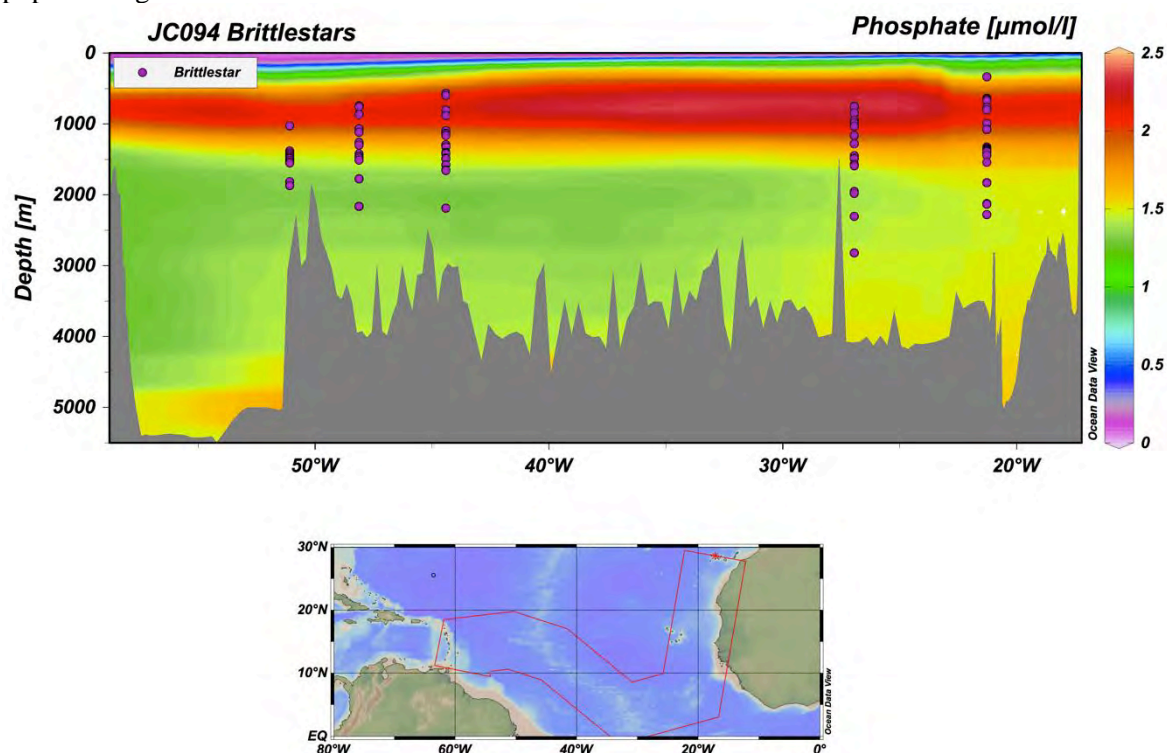 JC094 Brittlestars
Phosphate [μmol/l]
Brittlestar
Depth [m]
0
1000
2000
3000
4000
5000
50°W
40°W
30°W
20°W
Ocean Data View
2.5
2
1.5
1
0.5
0
30°N
20°N
10°N
EQ
80°W
60°W
40°W
20°W
0°
Ocean Data View